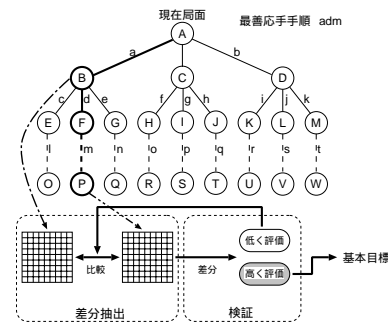 現在局面
最善応手手順 adm
A
a
b
B
C
D
c d e
f g h
i j k
E F G H I J K L M
l m n o p q r s t
O P Q R S T U V W
比較
差分
低く評価
高く評価
基本目標
差分抽出
検証